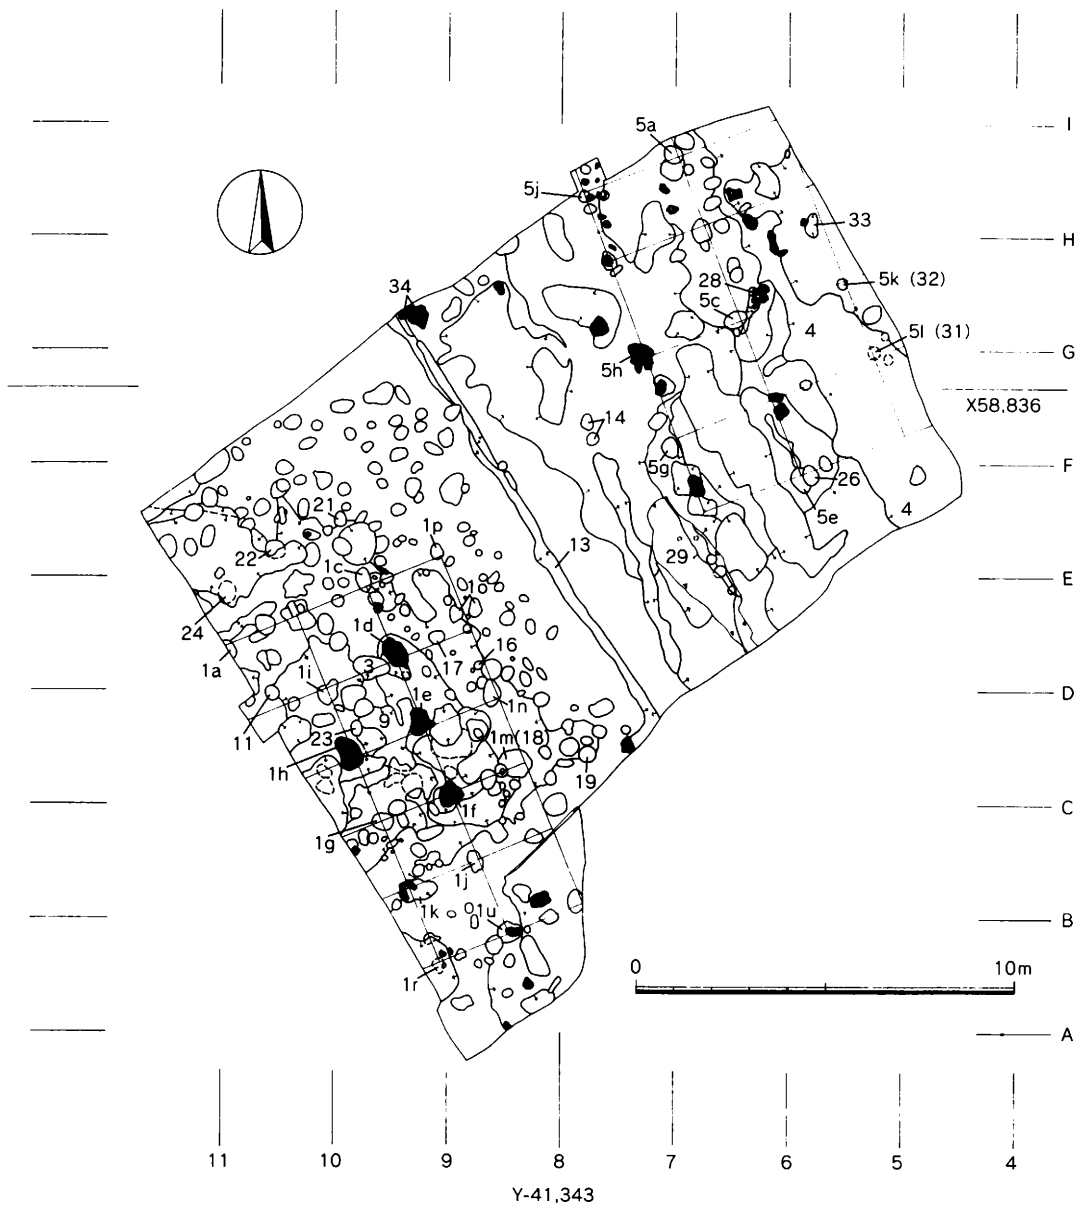 I
5a
5j
33
H
34
28
5k (32)
5c
4
5l (31)
5h
G
X58,836
14
5g
F
26
21
4
5e
1p
22
13
29
1c
E
1o
24
1d
16
1a
1i
3
17
1e
D
9
1n
11
23
1m(18)
1h
19
1f
C
1g
1j
1k
1u
B
0
10m
1r
A
11
10
9
8
7
6
5
4
Y-41,343